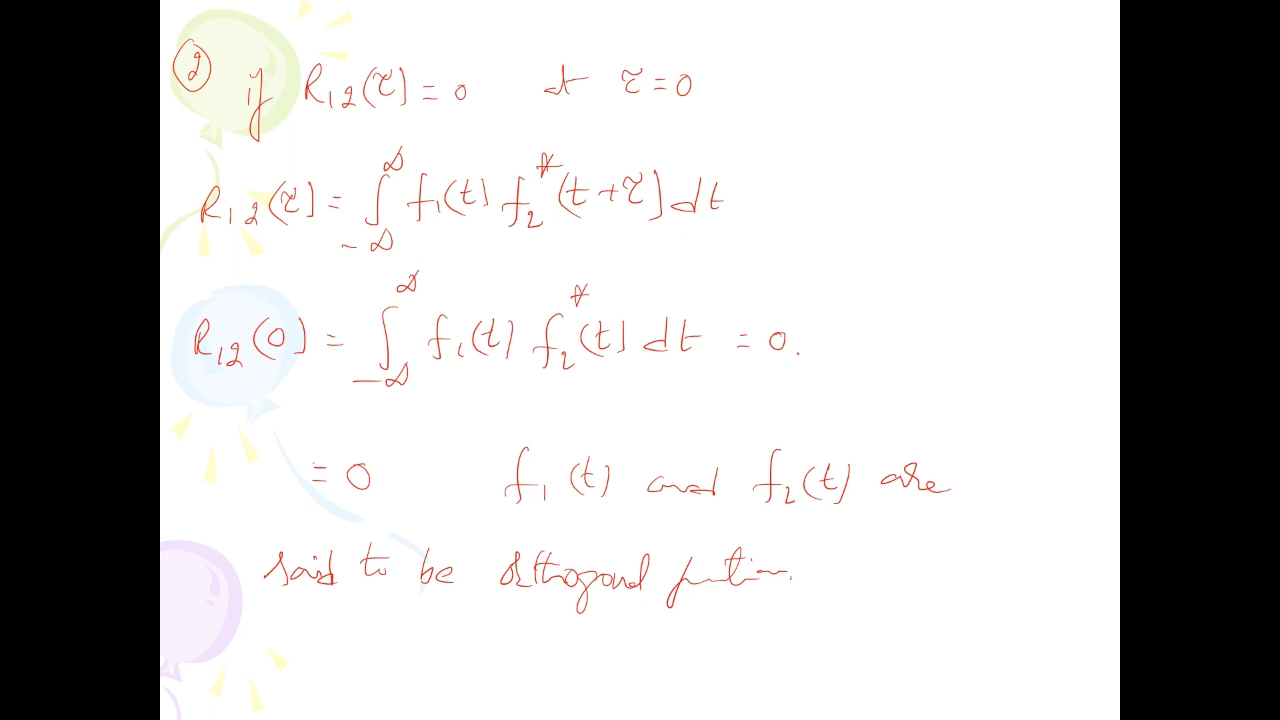 ② if R₁₂(τ) = 0 at τ = 0
R₁₂(τ) = ∫_{-∞}^{∞} f₁(t) f₂*(t+τ) dt
R₁₂(0) = ∫_{-∞}^{∞} f₁(t) f₂*(t) dt = 0.
= 0 f₁(t) and f₂(t) are
said to be orthogonal function.